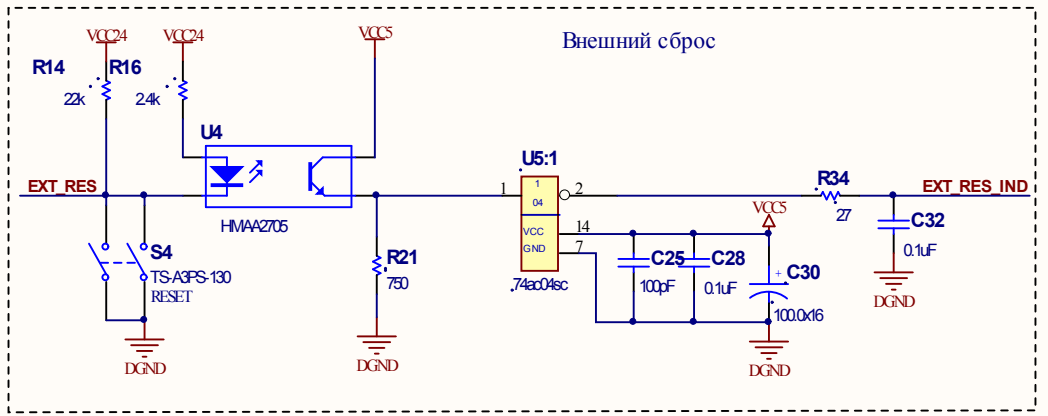 Внешний сброс
VCC24
VCC24
VCC5
R14
22k
R16
2.4k
U4
HMAA2705
EXT_RES
S4
TS-A3PS-130
RESET
DGND
R21
750
DGND
U5:1
1
1
04
2
VCC
14
GND
7
.74ac04sc
C25
100pF
C28
0.1uF
VCC5
+
C30
100.0x16
DGND
R34
27
EXT_RES_IND
C32
0.1uF
DGND